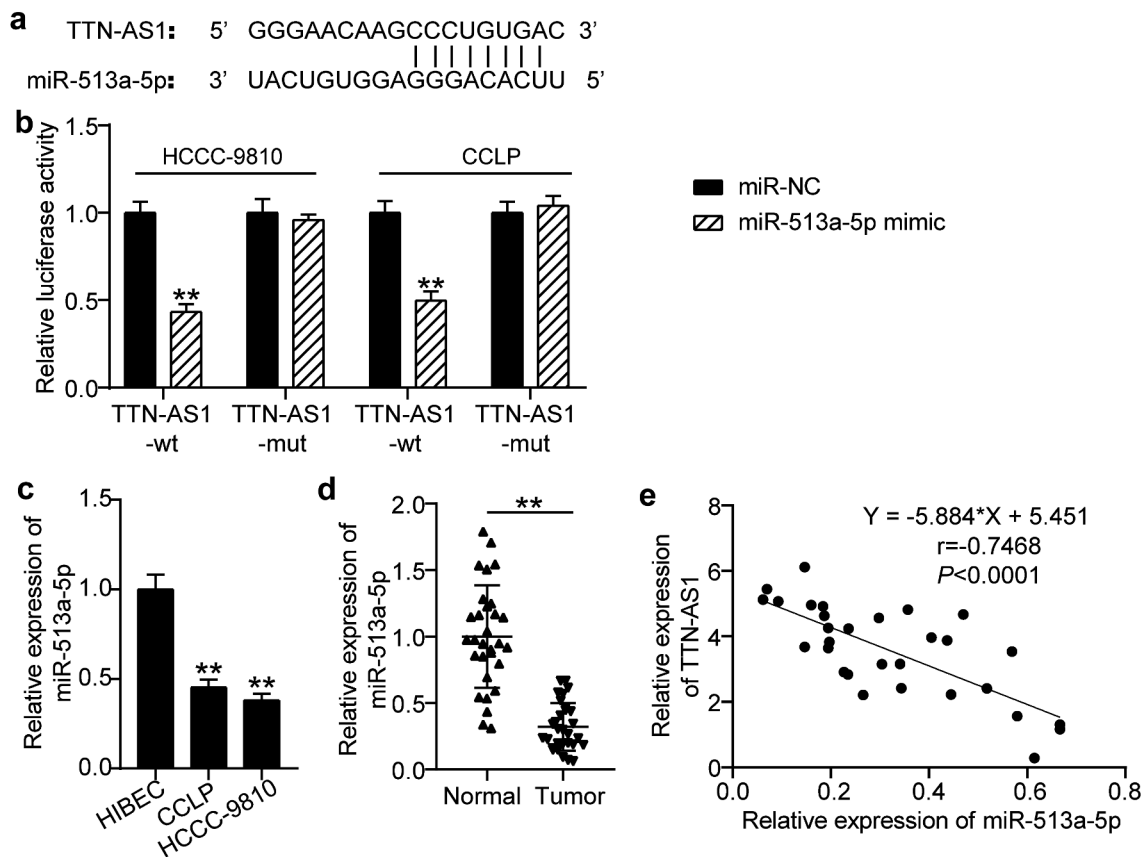 a
TTN-AS1: 5’ GGGAACAAGCCCUGUGAC 3’
miR-513a-5p: 3’ UACUGUGGAGGGACACUU 5’
b
Relative luciferase activity
1.5
1.0
0.5
0.0
HCCC-9810
CCLP
** **
TTN-AS1 TTN-AS1 TTN-AS1 TTN-AS1
-wt -mut -wt -mut
miR-NC
miR-513a-5p mimic
c
Relative expression of
miR-513a-5p
1.5
1.0
0.5
0.0
** **
HIBEC
CCLP
HCCC-9810
d
Relative expression of
miR-513a-5p
2.0
1.5
1.0
0.5
0.0
**
Normal Tumor
e
Relative expression
of TTN-AS1
8
6
4
2
0
Y = -5.884*X + 5.451
r=-0.7468
P<0.0001
0.0 0.2 0.4 0.6 0.8
Relative expression of miR-513a-5p